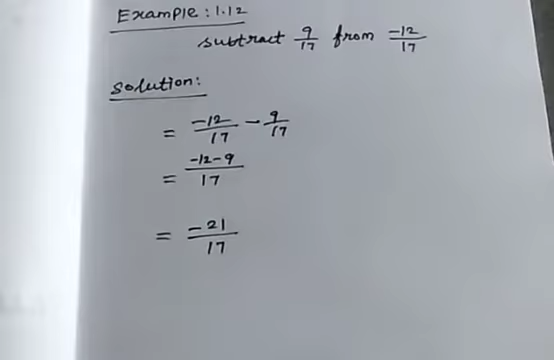 Example: 1.12
subtract 9/17 from -12/17
Solution:
= -12/17 - 9/17
= -12-9/17
= -21/17